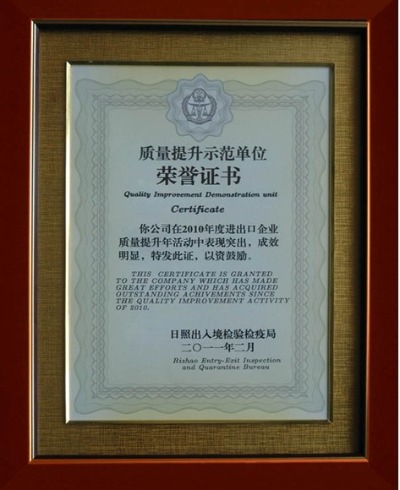 质量提升示范单位
荣誉证书
Quality Improvement Demonstration unit
Certificate
你公司在2010年度进出口企业
质量提升年活动中表现突出，成效
明显，特发此证，以资鼓励。
THIS CERTIFICATE IS GRANTED
TO THE COMPANY WHICH HAS MADE
GREAT EFFORTS AND HAS ACQUIRED
OUTSTANDING ACHIVEMENTS SINCE
THE QUALITY IMPROVEMENT ACTIVITY
OF 2010.
日照出入境检验检疫局
二〇一一年二月
Rizhao Entry-Exit Inspection
and Quarantine Bureau